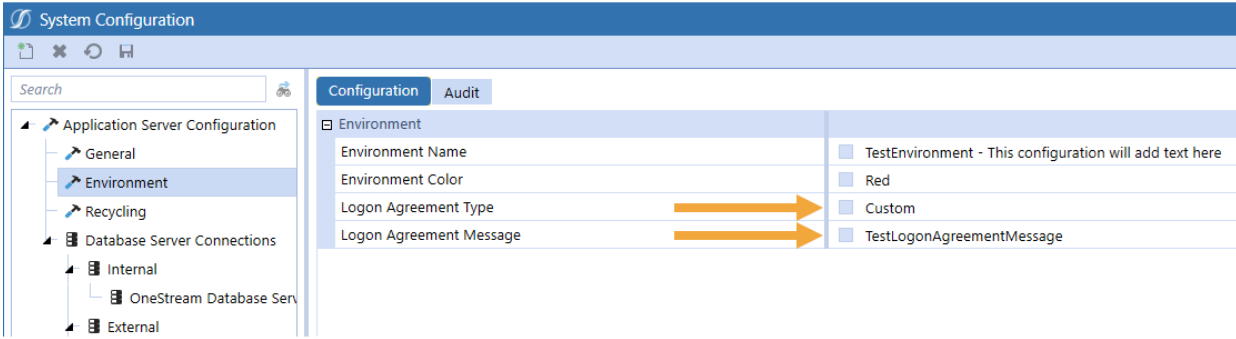 System Configuration
Search
Configuration Audit
Application Server Configuration
General
Environment
Recycling
Database Server Connections
Internal
OneStream Database Serv
External
Environment
Environment Name TestEnvironment - This configuration will add text here
Environment Color Red
Logon Agreement Type Custom
Logon Agreement Message TestLogonAgreementMessage